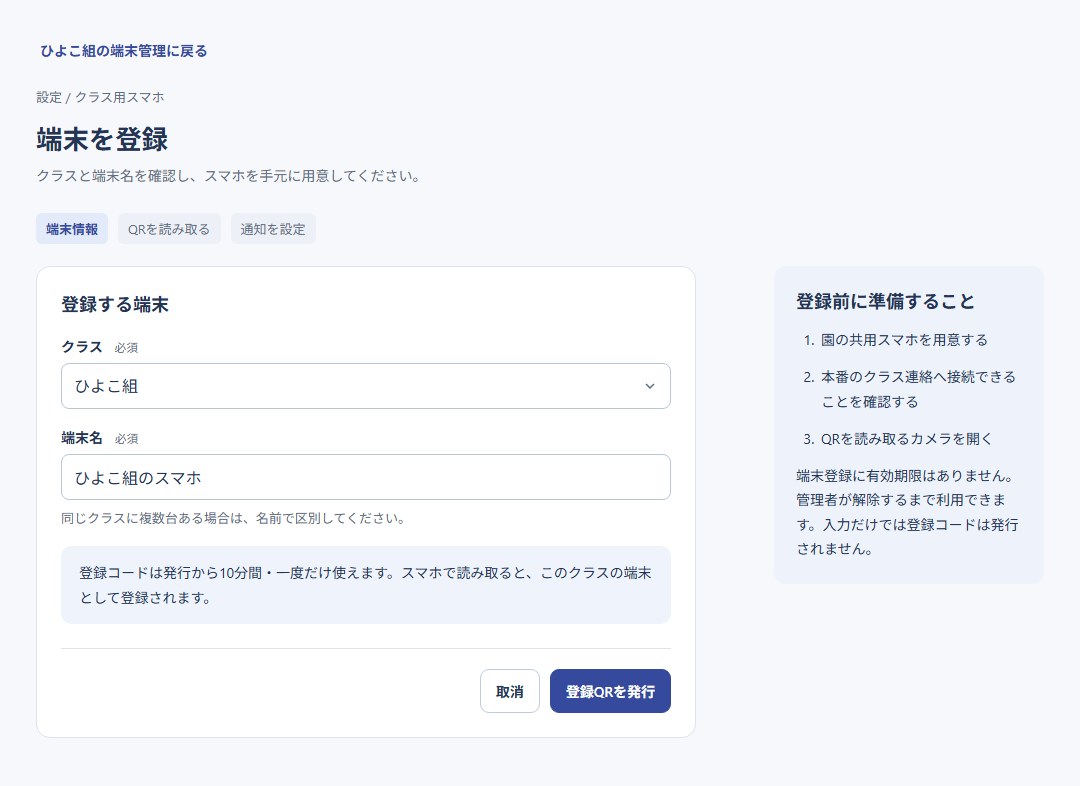 ひよこ組の端末管理に戻る
設定 / クラス用スマホ
端末を登録
クラスと端末名を確認し、スマホを手元に用意してください。
端末情報
QRを読み取る
通知を設定
登録する端末
クラス 必須
ひよこ組
端末名 必須
ひよこ組のスマホ
同じクラスに複数台ある場合は、名前で区別してください。
登録コードは発行から10分間・一度だけ使えます。スマホで読み取ると、このクラスの端末
として登録されます。
取消
登録QRを発行
登録前に準備すること
1. 園の共用スマホを用意する
2. 本番のクラス連絡へ接続できる
ことを確認する
3. QRを読み取るカメラを開く
端末登録に有効期限はありません。
管理者が解除するまで利用できま
す。入力だけでは登録コードは発行
されません。